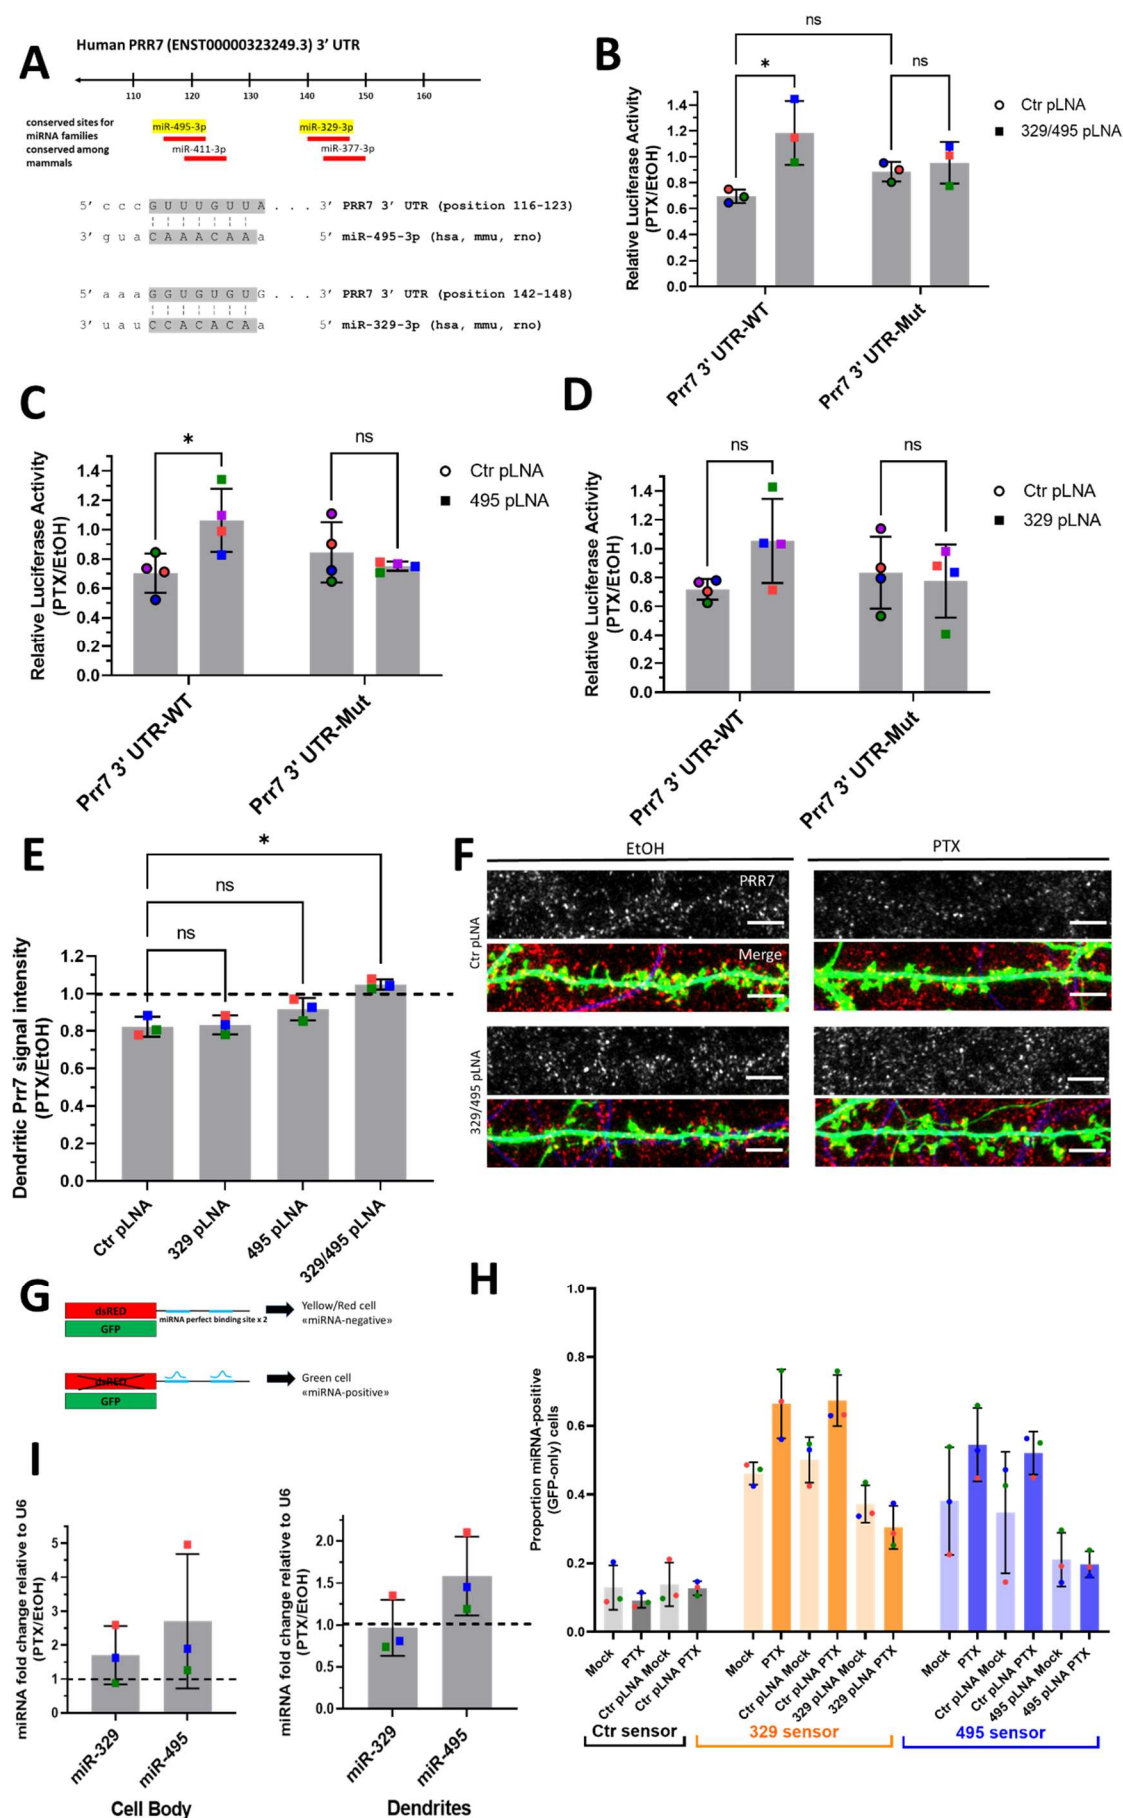 A
Human PRR7 (ENST00000323249.3) 3' UTR
110 120 130 140 150 160
conserved sites for
miRNA families
conserved among
mammals
miR-495-3p miR-329-3p
miR-411-3p miR-377-3p
5' c c c G U U U G U U A . . . 3' PRR7 3' UTR (position 116-123)
3' g u a C A A A C A A a 5' miR-495-3p (hsa, mmu, rno)
5' a a a G G U G U G U G . . . 3' PRR7 3' UTR (position 142-148)
3' u a u C C A C A C A a 5' miR-329-3p (hsa, mmu, rno)
B
Relative Luciferase Activity
(PTX/EtOH)
1.4
1.2
1.0
0.8
0.6
0.4
0.2
0.0
ns
*
ns
Ctr pLNA
329/495 pLNA
Prr7 3' UTR-WT
Prr7 3' UTR-Mut
C
Relative Luciferase Activity
(PTX/EtOH)
1.4
1.2
1.0
0.8
0.6
0.4
0.2
0.0
*
ns
Ctr pLNA
495 pLNA
Prr7 3' UTR-WT
Prr7 3' UTR-Mut
D
Relative Luciferase Activity
(PTX/EtOH)
1.4
1.2
1.0
0.8
0.6
0.4
0.2
0.0
ns
ns
Ctr pLNA
329 pLNA
Prr7 3' UTR-WT
Prr7 3' UTR-Mut
E
Dendritic Prr7 signal intensity
(PTX/EtOH)
1.2
1.0
0.8
0.6
0.4
0.2
0.0
*
ns
ns
Ctr pLNA
329 pLNA
495 pLNA
329/495 pLNA
F
EtOH PTX
Ctr pLNA
PRR7
Merge
329/495 pLNA
G
dsRED
GFP
miRNA perfect binding site x 2
Yellow/Red cell
«miRNA-negative»
dsRED
GFP
Green cell
«miRNA-positive»
H
Proportion miRNA-positive
(GFP-only) cells
1.0
0.8
0.6
0.4
0.2
0.0
Mock
PTX
Ctr pLNA Mock
Ctr pLNA PTX
Mock
PTX
Ctr pLNA Mock
Ctr pLNA PTX
329 pLNA Mock
329 pLNA PTX
Mock
PTX
Ctr pLNA Mock
Ctr pLNA PTX
495 pLNA Mock
495 pLNA PTX
Ctr sensor 329 sensor 495 sensor
I
miRNA fold change relative to U6
(PTX/EtOH)
5
4
3
2
1
0
miR-329
miR-495
Cell Body
miRNA fold change relative to U6
(PTX/EtOH)
2.0
1.5
1.0
0.5
0.0
miR-329
miR-495
Dendrites